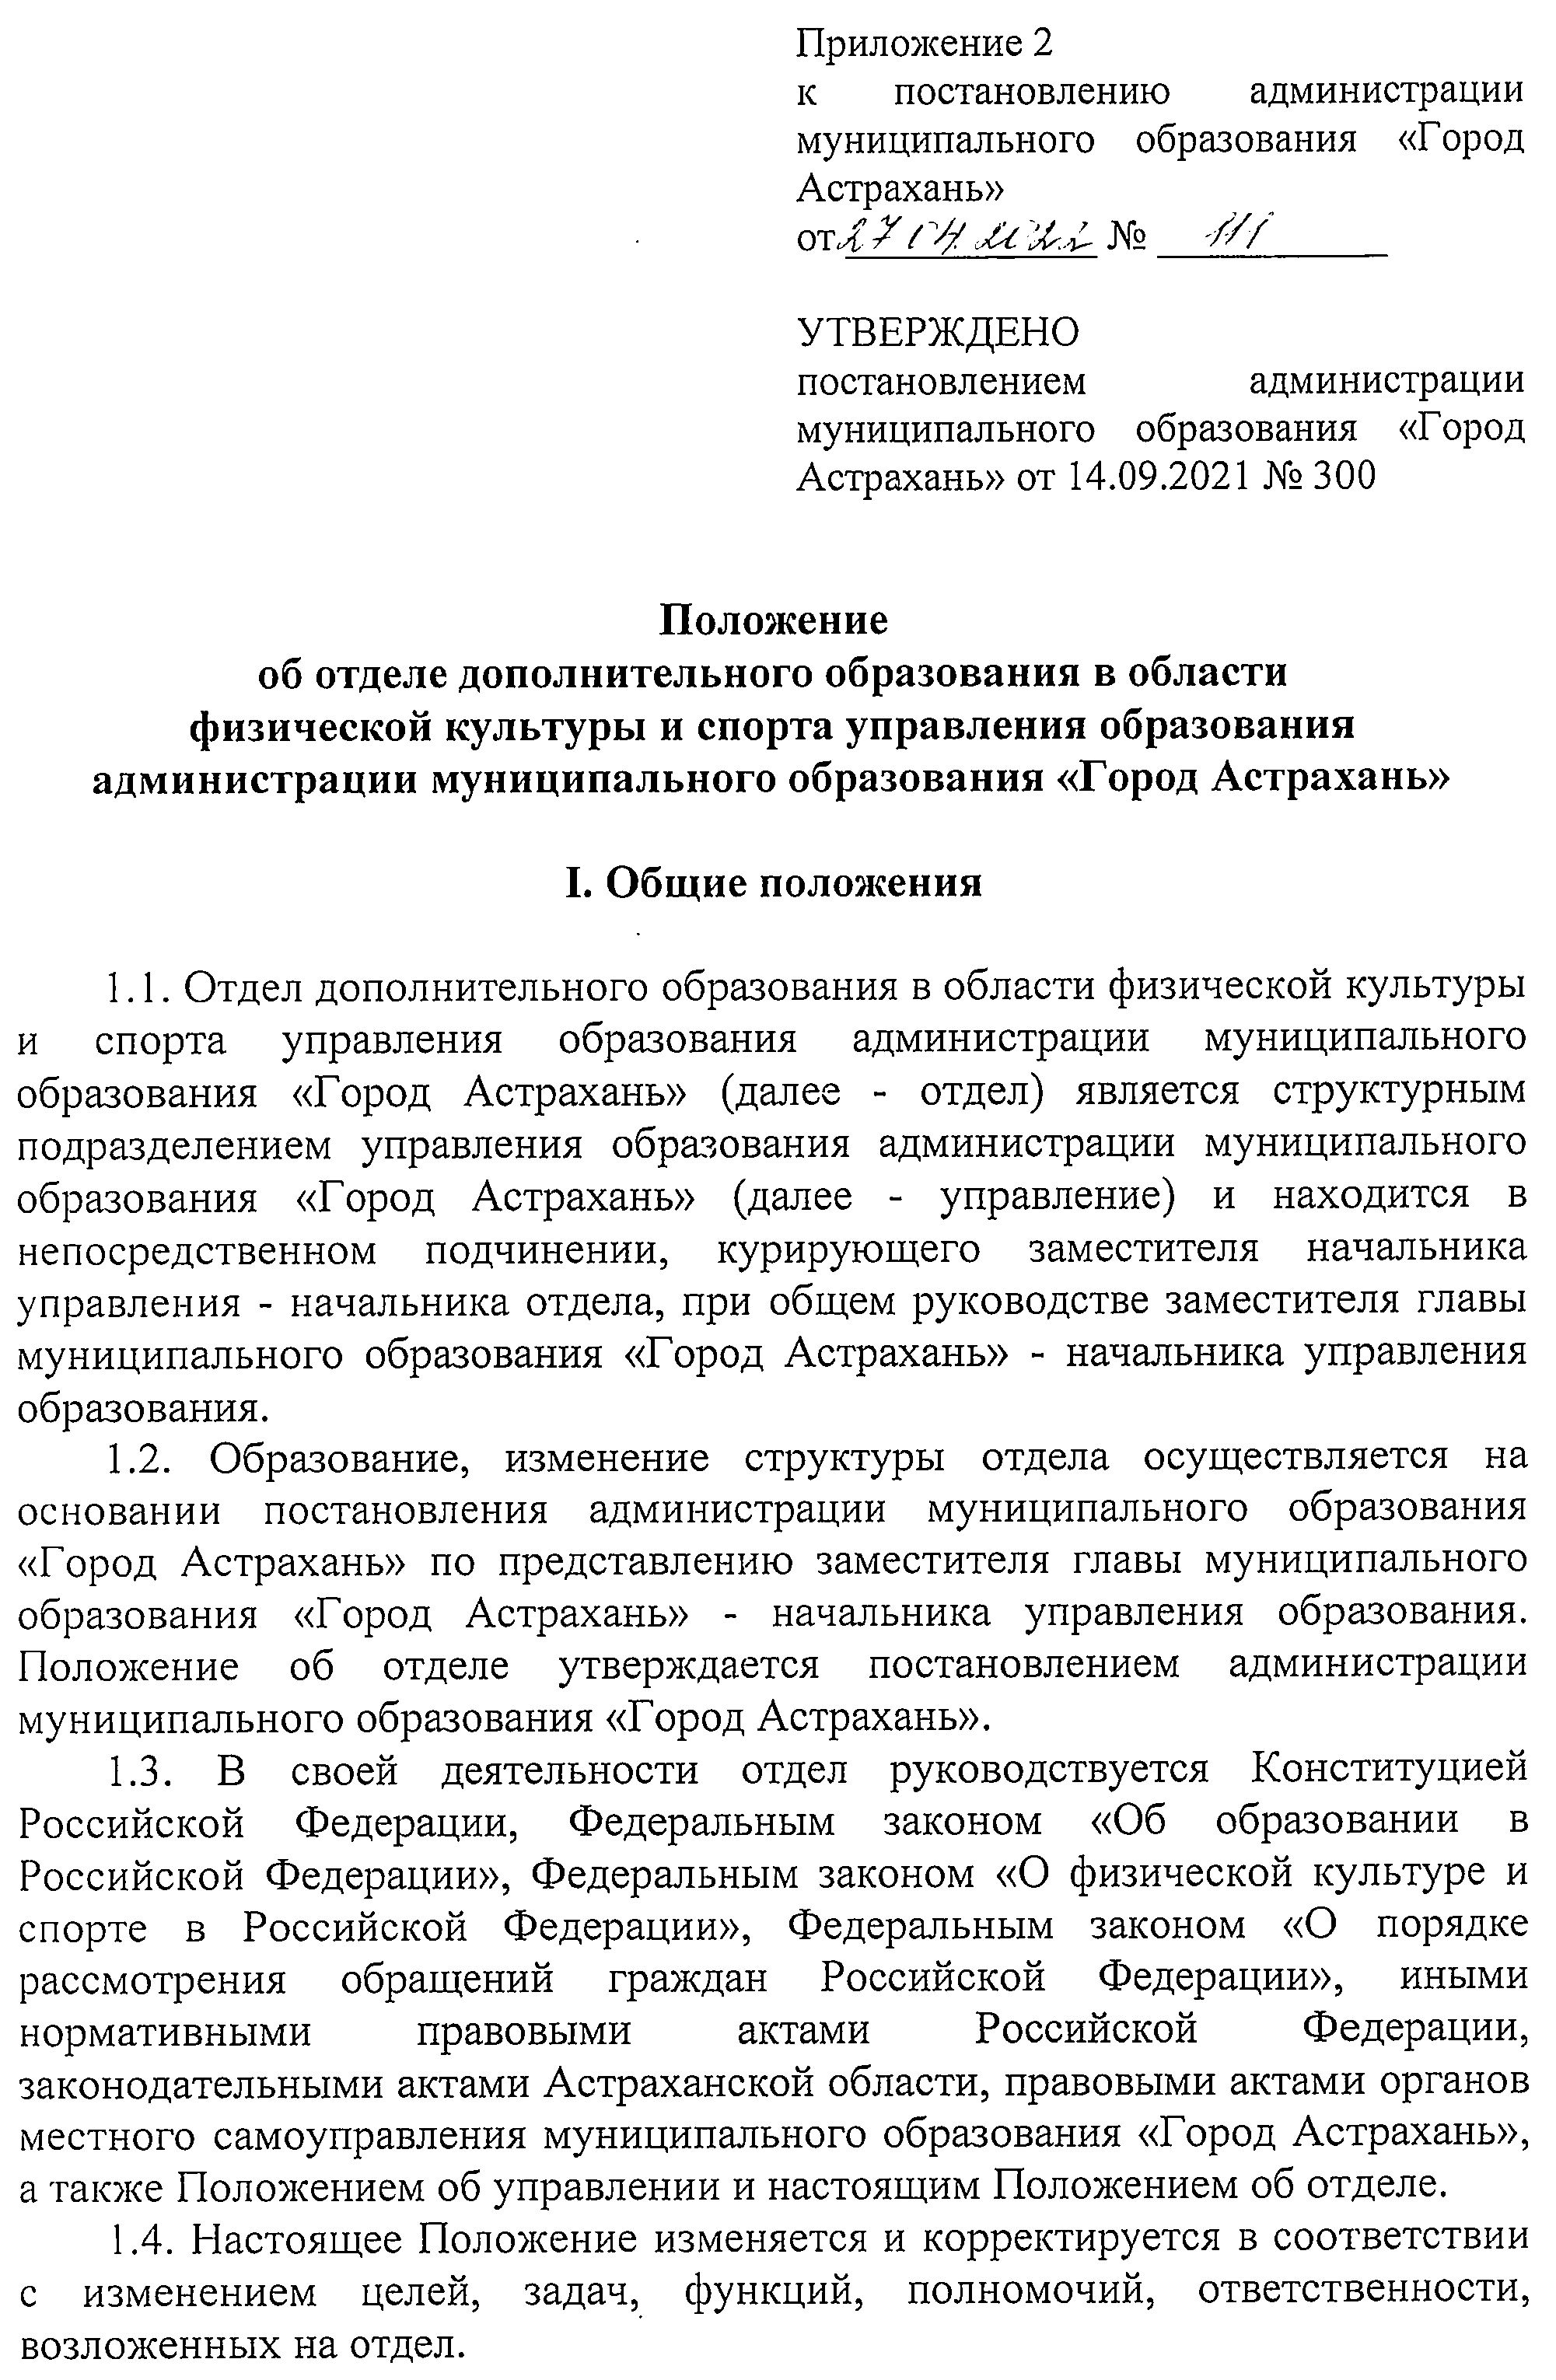 Приложение 2
к постановлению администрации
муниципального образования «Город
Астрахань»
от 27 04 2022 № 111
УТВЕРЖДЕНО
постановлением администрации
муниципального образования «Город
Астрахань» от 14.09.2021 № 300
Положение
об отделе дополнительного образования в области
физической культуры и спорта управления образования
администрации муниципального образования «Город Астрахань»
I. Общие положения
1.1. Отдел дополнительного образования в области физической культуры
и спорта управления образования администрации муниципального
образования «Город Астрахань» (далее - отдел) является структурным
подразделением управления образования администрации муниципального
образования «Город Астрахань» (далее - управление) и находится в
непосредственном подчинении, курирующего заместителя начальника
управления - начальника отдела, при общем руководстве заместителя главы
муниципального образования «Город Астрахань» - начальника управления
образования.
1.2. Образование, изменение структуры отдела осуществляется на
основании постановления администрации муниципального образования
«Город Астрахань» по представлению заместителя главы муниципального
образования «Город Астрахань» - начальника управления образования.
Положение об отделе утверждается постановлением администрации
муниципального образования «Город Астрахань».
1.3. В своей деятельности отдел руководствуется Конституцией
Российской Федерации, Федеральным законом «Об образовании в
Российской Федерации», Федеральным законом «О физической культуре и
спорте в Российской Федерации», Федеральным законом «О порядке
рассмотрения обращений граждан Российской Федерации», иными
нормативными правовыми актами Российской Федерации,
законодательными актами Астраханской области, правовыми актами органов
местного самоуправления муниципального образования «Город Астрахань»,
а также Положением об управлении и настоящим Положением об отделе.
1.4. Настоящее Положение изменяется и корректируется в соответствии
с изменением целей, задач, функций, полномочий, ответственности,
возложенных на отдел.